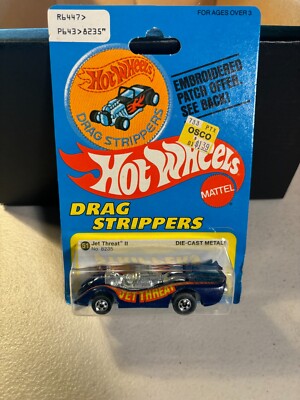 R6447>
P643>8235"
FOR AGES OVER 3
Hot Wheels
DRAG STRIPPERS
EMBROIDERED
PATCH OFFER
SEE BACK!
OSCO
Hot Wheels
MATTEL
DRAG
STRIPPERS
Jet Threat II
No. 8235
DIE-CAST METAL
JET THREAT